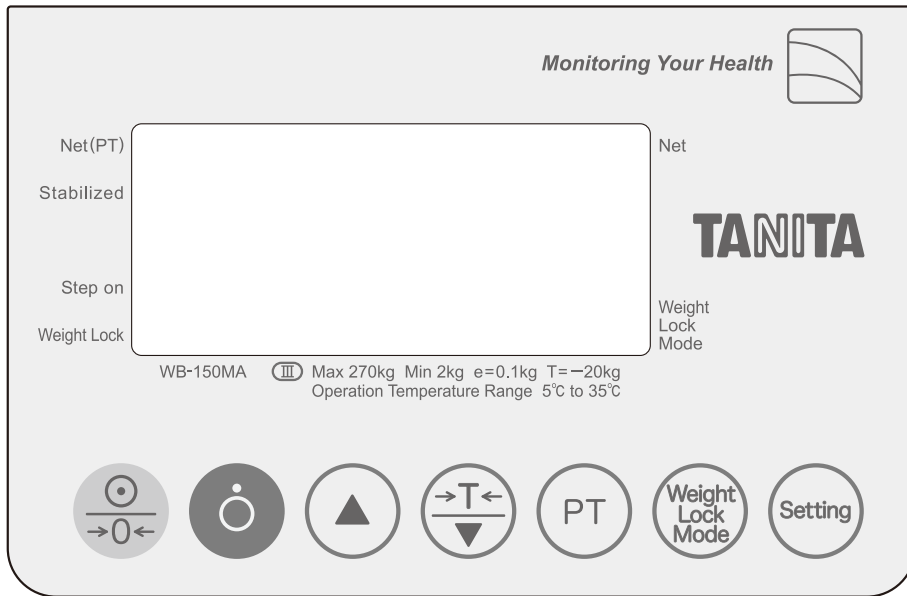 Monitoring Your Health
Net(PT)
Net
Stabilized
TANITA
Step on
Weight Lock
Weight
Lock
Mode
WB-150MA Ⅲ Max 270kg Min 2kg e=0.1kg T=−20kg
Operation Temperature Range 5℃ to 35℃
→0←
→T←
PT
Weight
Lock
Mode
Setting